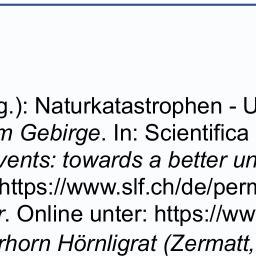 g.): Naturkatastrophen - U
m Gebirge. In: Scientifica
vents: towards a better un
https://www.slf.ch/de/perm
r. Online unter: https://ww
rhorn Hörnligrat (Zermatt,